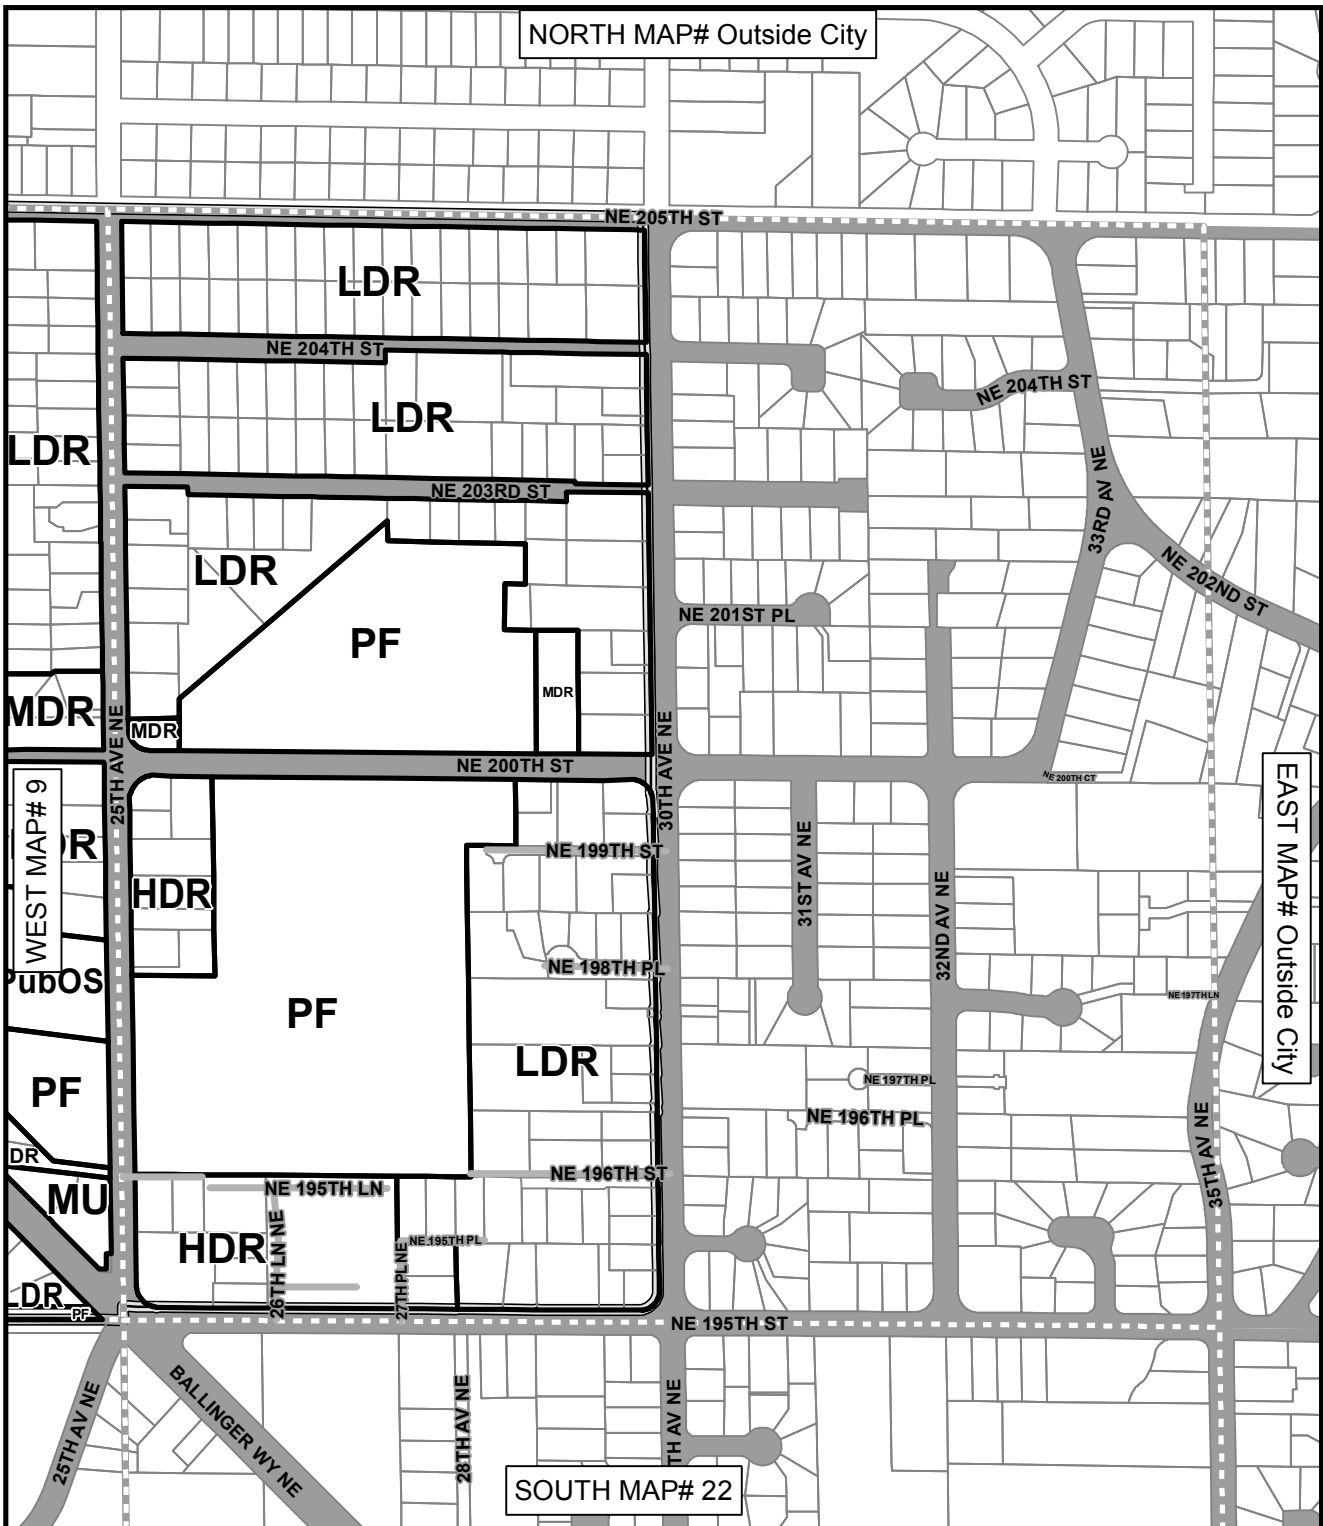 NORTH MAP# Outside City
NE 205TH ST
LDR
NE 204TH ST
NE 204TH ST
LDR
LDR
NE 203RD ST
33RD AV NE
NE 202ND ST
LDR
NE 201ST PL
PF
MDR
MDR
MDR
25TH AVE NE
30TH AVE NE
NE 200TH ST
NE 200TH CT
WEST MAP# 9
EAST MAP# Outside City
DR
HDR
NE 199TH ST
31ST AV NE
32ND AV NE
NE 198TH PL
PubOS
NE 197TH LN
PF
LDR
PF
NE 197TH PL
NE 196TH PL
35TH AV NE
DR
NE 196TH ST
MU
NE 195TH LN
26TH LN NE
HDR
NE 195TH PL
27TH PL NE
LDR
PF
NE 195TH ST
25TH AV NE
BALLINGER WY NE
28TH AV NE
TH AV NE
SOUTH MAP# 22